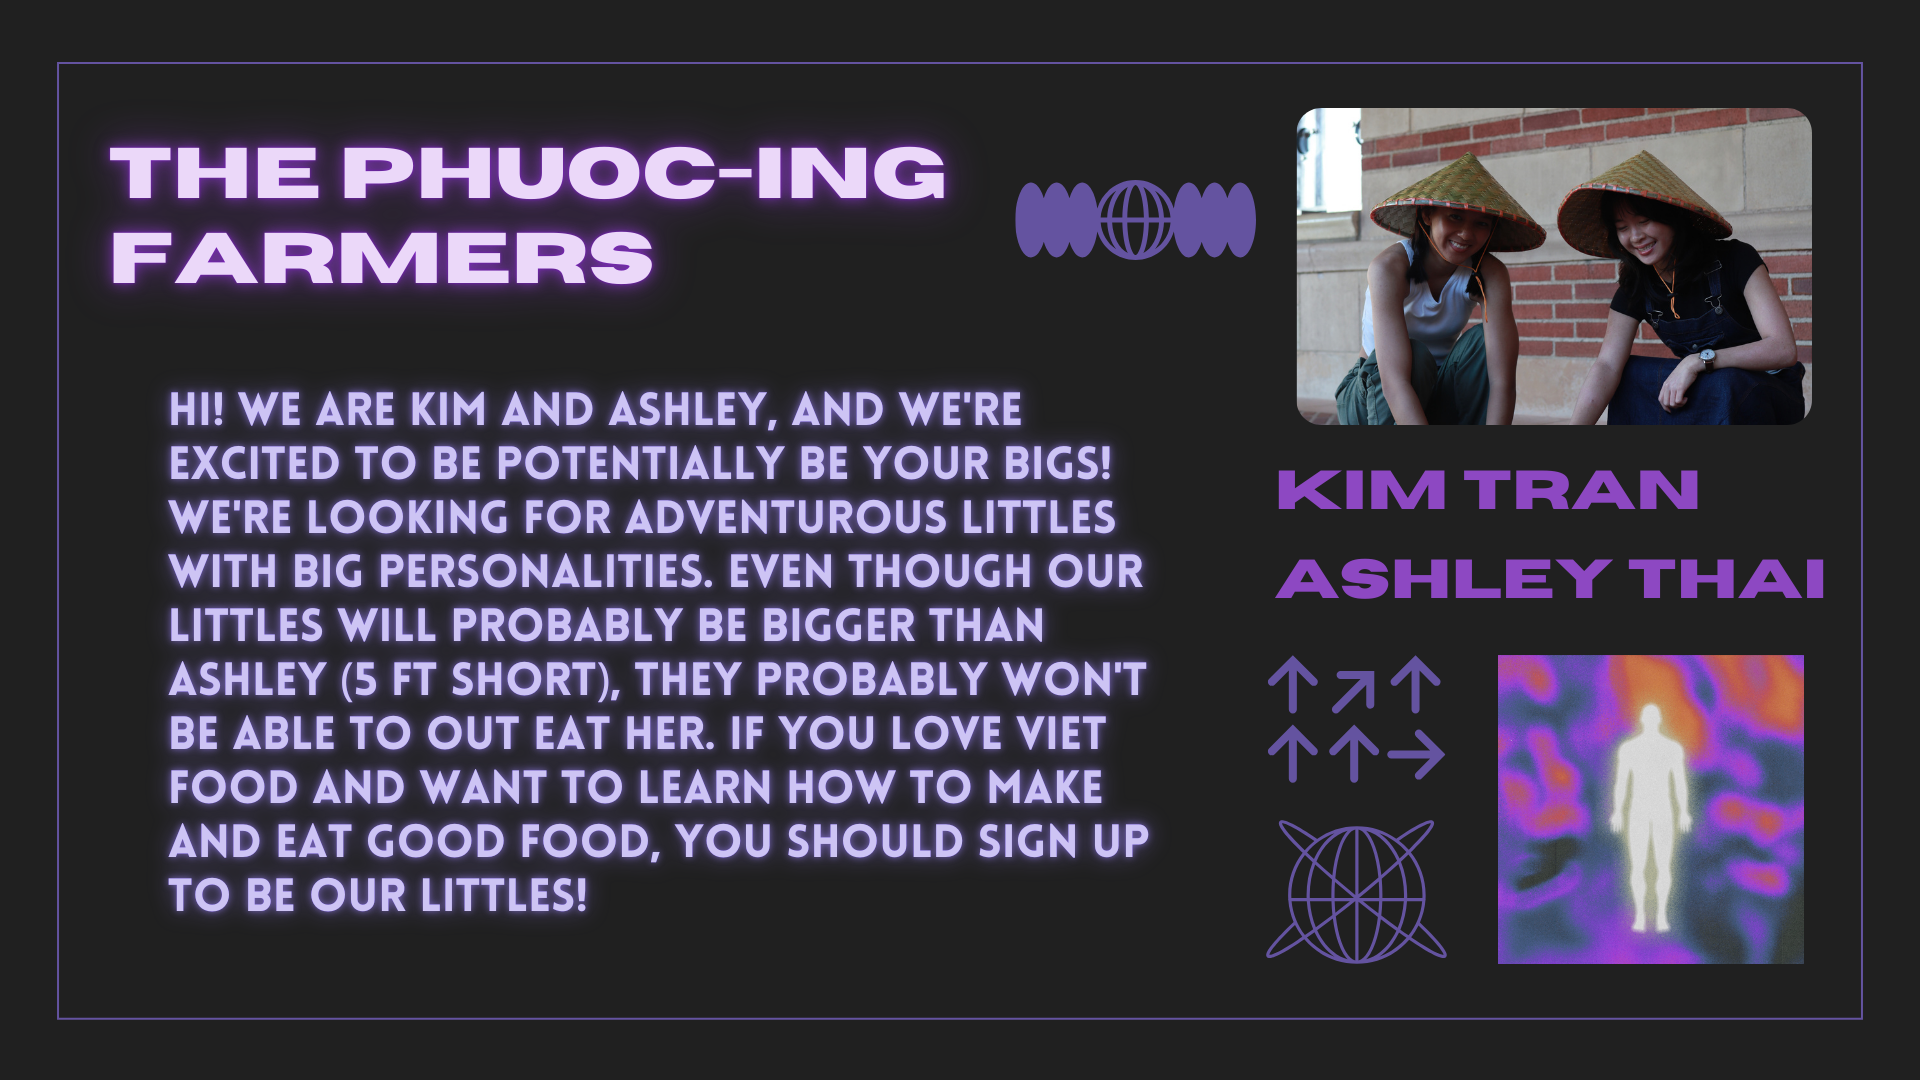 THE PHUOC-ING
FARMERS
HI! WE ARE KIM AND ASHLEY, AND WE'RE
EXCITED TO BE POTENTIALLY BE YOUR BIGS!
WE'RE LOOKING FOR ADVENTUROUS LITTLES
WITH BIG PERSONALITIES. EVEN THOUGH OUR
LITTLES WILL PROBABLY BE BIGGER THAN
ASHLEY (5 FT SHORT), THEY PROBABLY WON'T
BE ABLE TO OUT EAT HER. IF YOU LOVE VIET
FOOD AND WANT TO LEARN HOW TO MAKE
AND EAT GOOD FOOD, YOU SHOULD SIGN UP
TO BE OUR LITTLES!
KIM TRAN
ASHLEY THAI